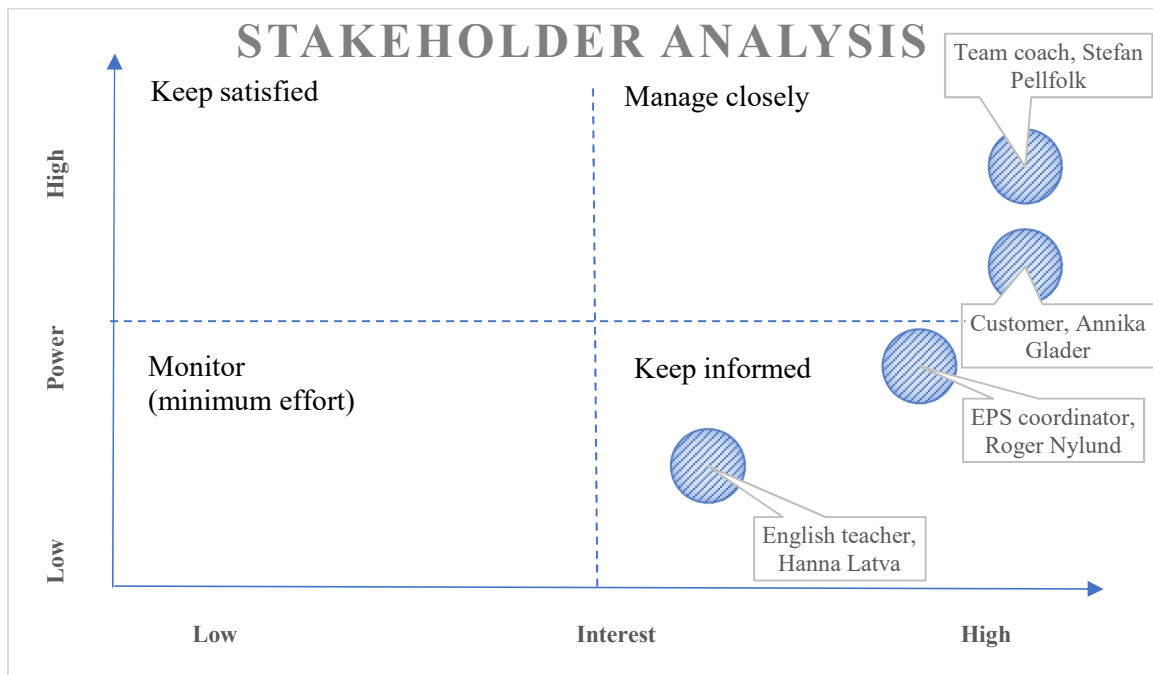 STAKEHOLDER ANALYSIS
Team coach, Stefan
Pellfolk
Keep satisfied
Manage closely
High
Customer, Annika
Glader
Power
Monitor
(minimum effort)
Keep informed
EPS coordinator,
Roger Nylund
English teacher,
Hanna Latva
Low
Low
Interest
High